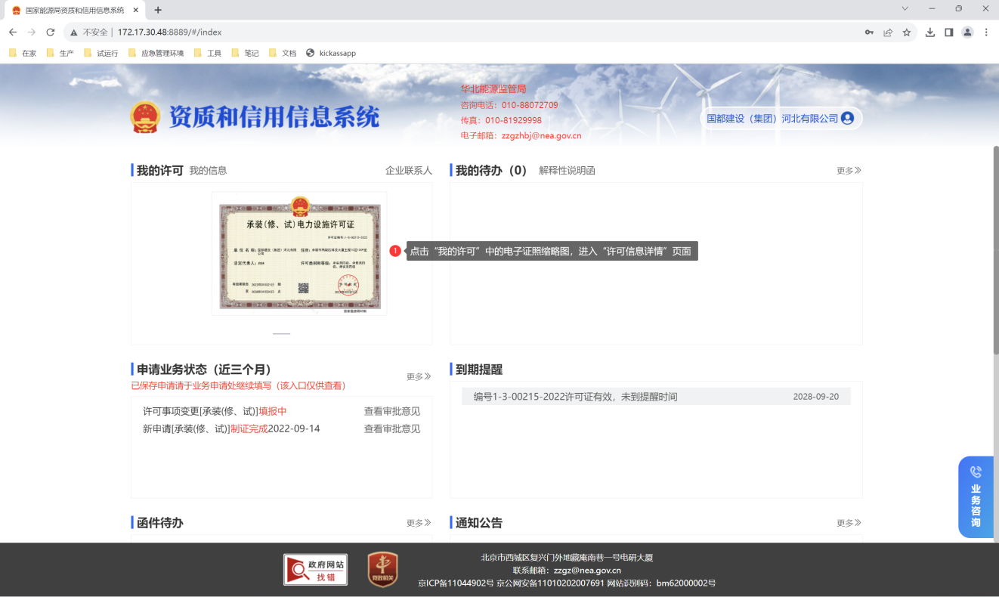 国家能源局资质和信用信息系统
不安全
172.17.30.48:8889/#/index
在家
生产
试运行
应急管理环境
工具
笔记
文档
kickassapp
资质和信用信息系统
华北能源监管局
咨询电话：010-88072709
传真：010-81929998
电子邮箱：zzgzhbj@nea.gov.cn
国都建设（集团）河北有限公司
我的许可 我的信息
企业联系人
我的待办（0） 解释性说明函
更多
承装(修、试)电力设施许可证
1
点击“我的许可”中的电子证照缩略图，进入“许可信息详情”页面
申请业务状态（近三个月）
更多
已保存申请请于业务申请处继续填写（该入口仅供查看）
许可事项变更[承装(修、试)]填报中
查看审批意见
新申请[承装(修、试)]制证完成2022-09-14
查看审批意见
到期提醒
编号1-3-00215-2022许可证有效，未到提醒时间
2028-09-20
业务咨询
函件待办
更多
通知公告
更多
政府网站
找错
党政机关
北京市西城区复兴门外地藏庵南巷一号电研大厦
联系邮箱：zzgz@nea.gov.cn
京ICP备11044902号 京公网安备11010202007691 网站识别码：bm62000002号